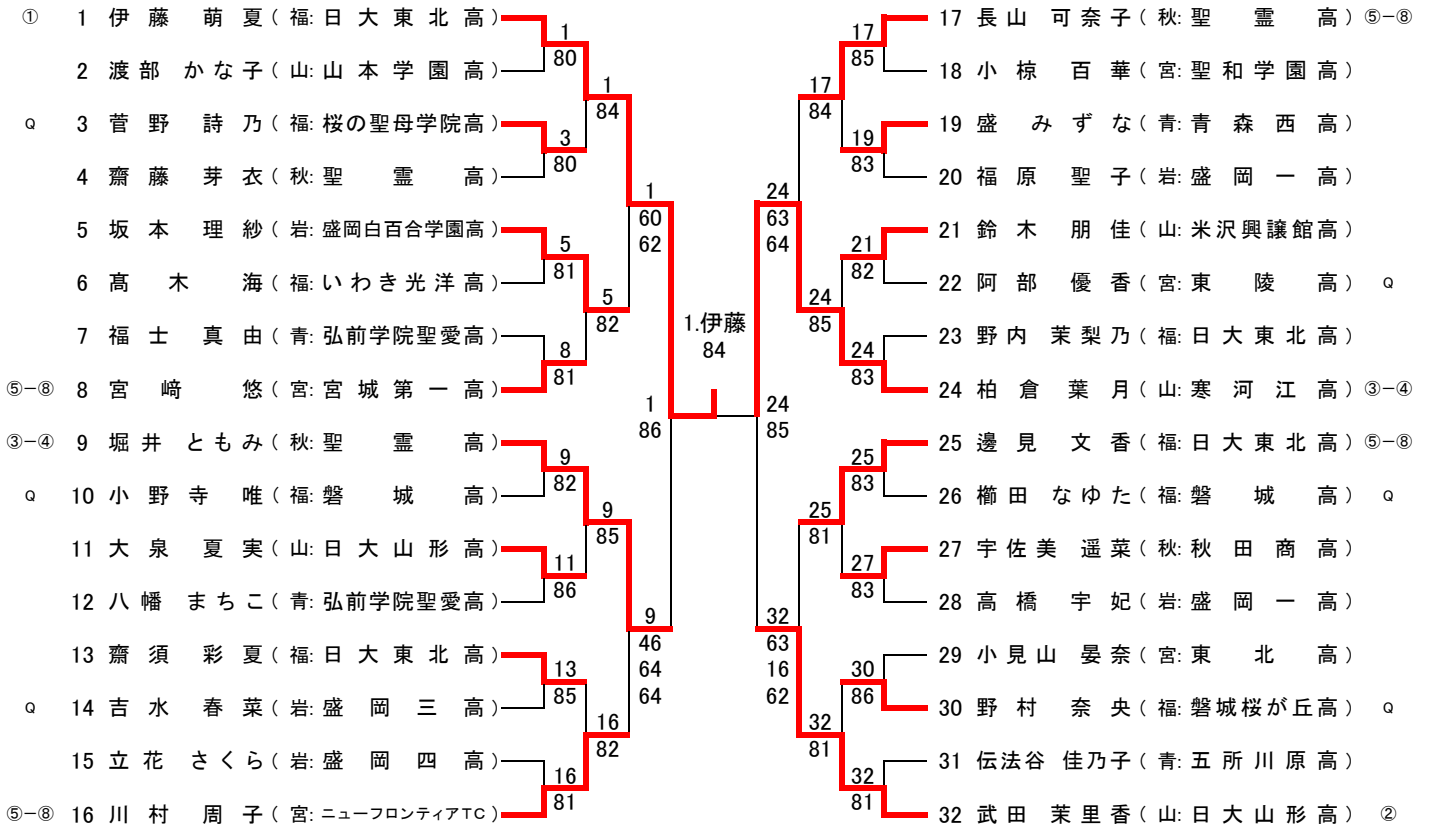 ① 1 伊藤 萌夏(福:日大東北高)
2 渡部 かな子(山:山本学園高)
Q 3 菅野 詩乃(福:桜の聖母学院高)
4 齋藤 芽衣(秋:聖霊高)
5 坂本 理紗(岩:盛岡白百合学園高)
6 髙木 海(福:いわき光洋高)
7 福士 真由(青:弘前学院聖愛高)
⑤-⑧ 8 宮﨑 悠(宮:宮城第一高)
③-④ 9 堀井 ともみ(秋:聖霊高)
Q 10 小野寺 唯(福:磐城高)
11 大泉 夏実(山:日大山形高)
12 八幡 まちこ(青:弘前学院聖愛高)
13 齋須 彩夏(福:日大東北高)
Q 14 吉水 春菜(岩:盛岡三高)
15 立花 さくら(岩:盛岡四高)
⑤-⑧ 16 川村 周子(宮:ニューフロンティアTC)
1
80
3
80
5
81
8
81
9
82
11
86
13
85
16
81
1
84
5
82
9
85
16
82
1
60
62
9
46
64
64
1
86
1.伊藤
84
24
85
24
63
64
32
63
16
62
17
84
24
85
25
81
32
81
17
85
19
83
21
82
24
83
25
83
27
83
30
86
32
81
17 長山 可奈子(秋:聖霊高) ⑤-⑧
18 小椋 百華(宮:聖和学園高)
19 盛 みずな(青:青森西高)
20 福原 聖子(岩:盛岡一高)
21 鈴木 朋佳(山:米沢興譲館高)
22 阿部 優香(宮:東陵高) Q
23 野内 茉梨乃(福:日大東北高)
24 柏倉 葉月(山:寒河江高) ③-④
25 邊見 文香(福:日大東北高) ⑤-⑧
26 櫛田 なゆた(福:磐城高) Q
27 宇佐美 遥菜(秋:秋田商高)
28 高橋 宇妃(岩:盛岡一高)
29 小見山 晏奈(宮:東北高)
30 野村 奈央(福:磐城桜が丘高) Q
31 伝法谷 佳乃子(青:五所川原高)
32 武田 茉里香(山:日大山形高) ②